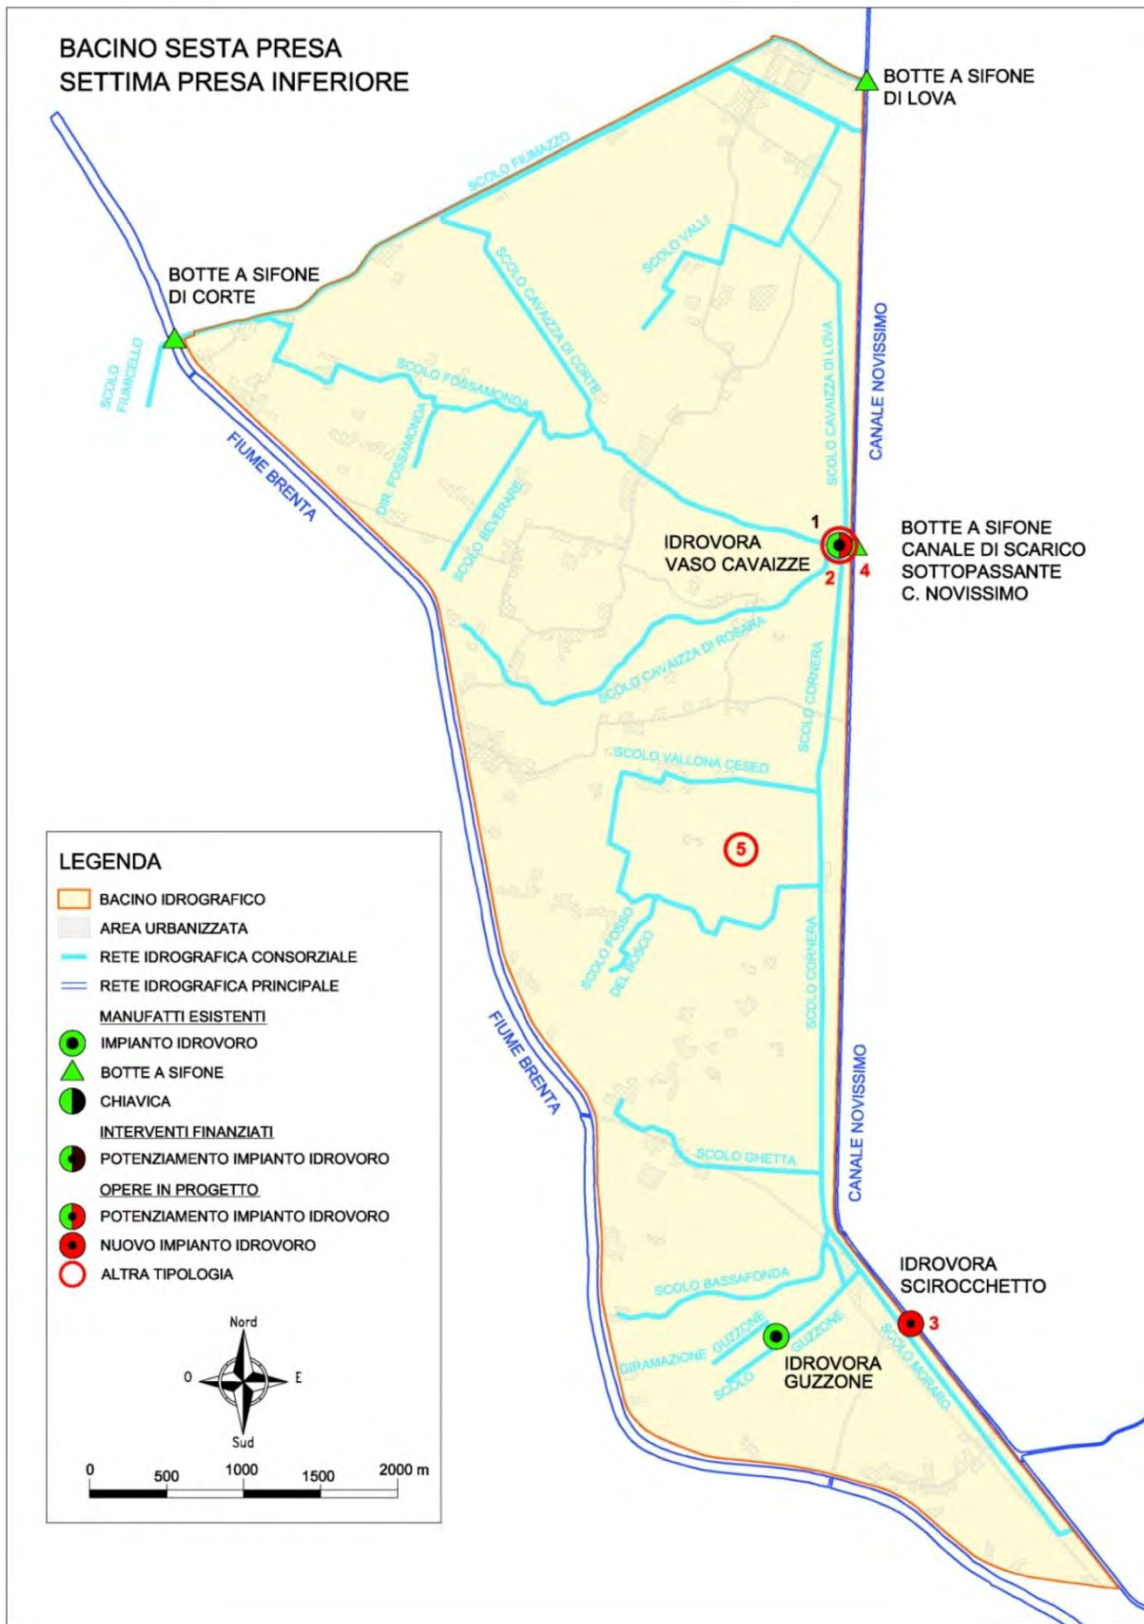 BACINO SESTA PRESA
SETTIMA PRESA INFERIORE
BOTTE A SIFONE
DI LOVA
SCOLO FIUMAZZO
SCOLO VALLI
BOTTE A SIFONE
DI CORTE
SCOLO CAVAIZZA DI CORTE
SCOLO
FIUMICELLO
SCOLO FOSSAMONDA
DIR. FOSSAMONDA
SCOLO BEVERARE
SCOLO CAVAIZZA DI LOVA
CANALE NOVISSIMO
FIUME BRENTA
1
IDROVORA
VASO CAVAIZZE
2
4
BOTTE A SIFONE
CANALE DI SCARICO
SOTTOPASSANTE
C. NOVISSIMO
SCOLO CAVAIZZA DI ROSARA
SCOLO CORNERA
SCOLO VALLONA CESEO
5
SCOLO FOSSO
DEL BOSCO
SCOLO CORNERA
FIUME BRENTA
CANALE NOVISSIMO
SCOLO GHETTA
SCOLO BASSAFONDA
DIRAMAZIONE GUZZONE
SCOLO GUZZONE
IDROVORA
GUZZONE
IDROVORA
SCIROCCHETTO
3
SCOLO MORARO
LEGENDA
BACINO IDROGRAFICO
AREA URBANIZZATA
RETE IDROGRAFICA CONSORZIALE
RETE IDROGRAFICA PRINCIPALE
MANUFATTI ESISTENTI
IMPIANTO IDROVORO
BOTTE A SIFONE
CHIAVICA
INTERVENTI FINANZIATI
POTENZIAMENTO IMPIANTO IDROVORO
OPERE IN PROGETTO
POTENZIAMENTO IMPIANTO IDROVORO
NUOVO IMPIANTO IDROVORO
ALTRA TIPOLOGIA
Nord
O E
Sud
0 500 1000 1500 2000 m